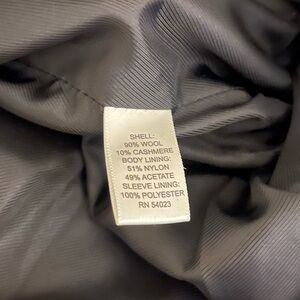 SHELL:
90% WOOL
10% CASHMERE
BODY LINING:
51% NYLON
49% ACETATE
SLEEVE LINING:
100% POLYESTER
RN 54023